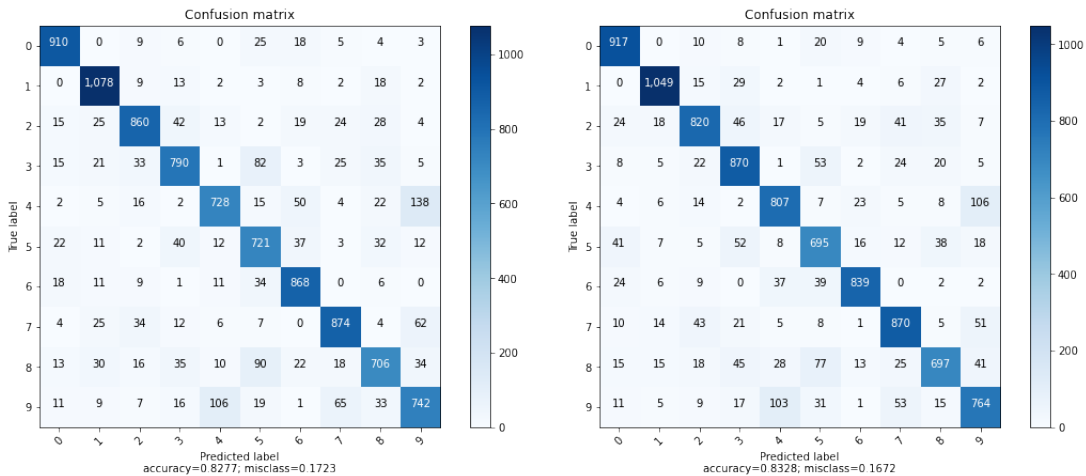 Confusion matrix
0 910 0 9 6 0 25 18 5 4 3
1 0 1,078 9 13 2 3 8 2 18 2
2 15 25 860 42 13 2 19 24 28 4
3 15 21 33 790 1 82 3 25 35 5
4 2 5 16 2 728 15 50 4 22 138
5 22 11 2 40 12 721 37 3 32 12
6 18 11 9 1 11 34 868 0 6 0
7 4 25 34 12 6 7 0 874 4 62
8 13 30 16 35 10 90 22 18 706 34
9 11 9 7 16 106 19 1 65 33 742
0 1 2 3 4 5 6 7 8 9
True label
Predicted label
accuracy=0.8277; misclass=0.1723
1000
800
600
400
200
0
Confusion matrix
0 917 0 10 8 1 20 9 4 5 6
1 0 1,049 15 29 2 1 4 6 27 2
2 24 18 820 46 17 5 19 41 35 7
3 8 5 22 870 1 53 2 24 20 5
4 4 6 14 2 807 7 23 5 8 106
5 41 7 5 52 8 695 16 12 38 18
6 24 6 9 0 37 39 839 0 2 2
7 10 14 43 21 5 8 1 870 5 51
8 15 15 18 45 28 77 13 25 697 41
9 11 5 9 17 103 31 1 53 15 764
0 1 2 3 4 5 6 7 8 9
True label
Predicted label
accuracy=0.8328; misclass=0.1672
1000
800
600
400
200
0